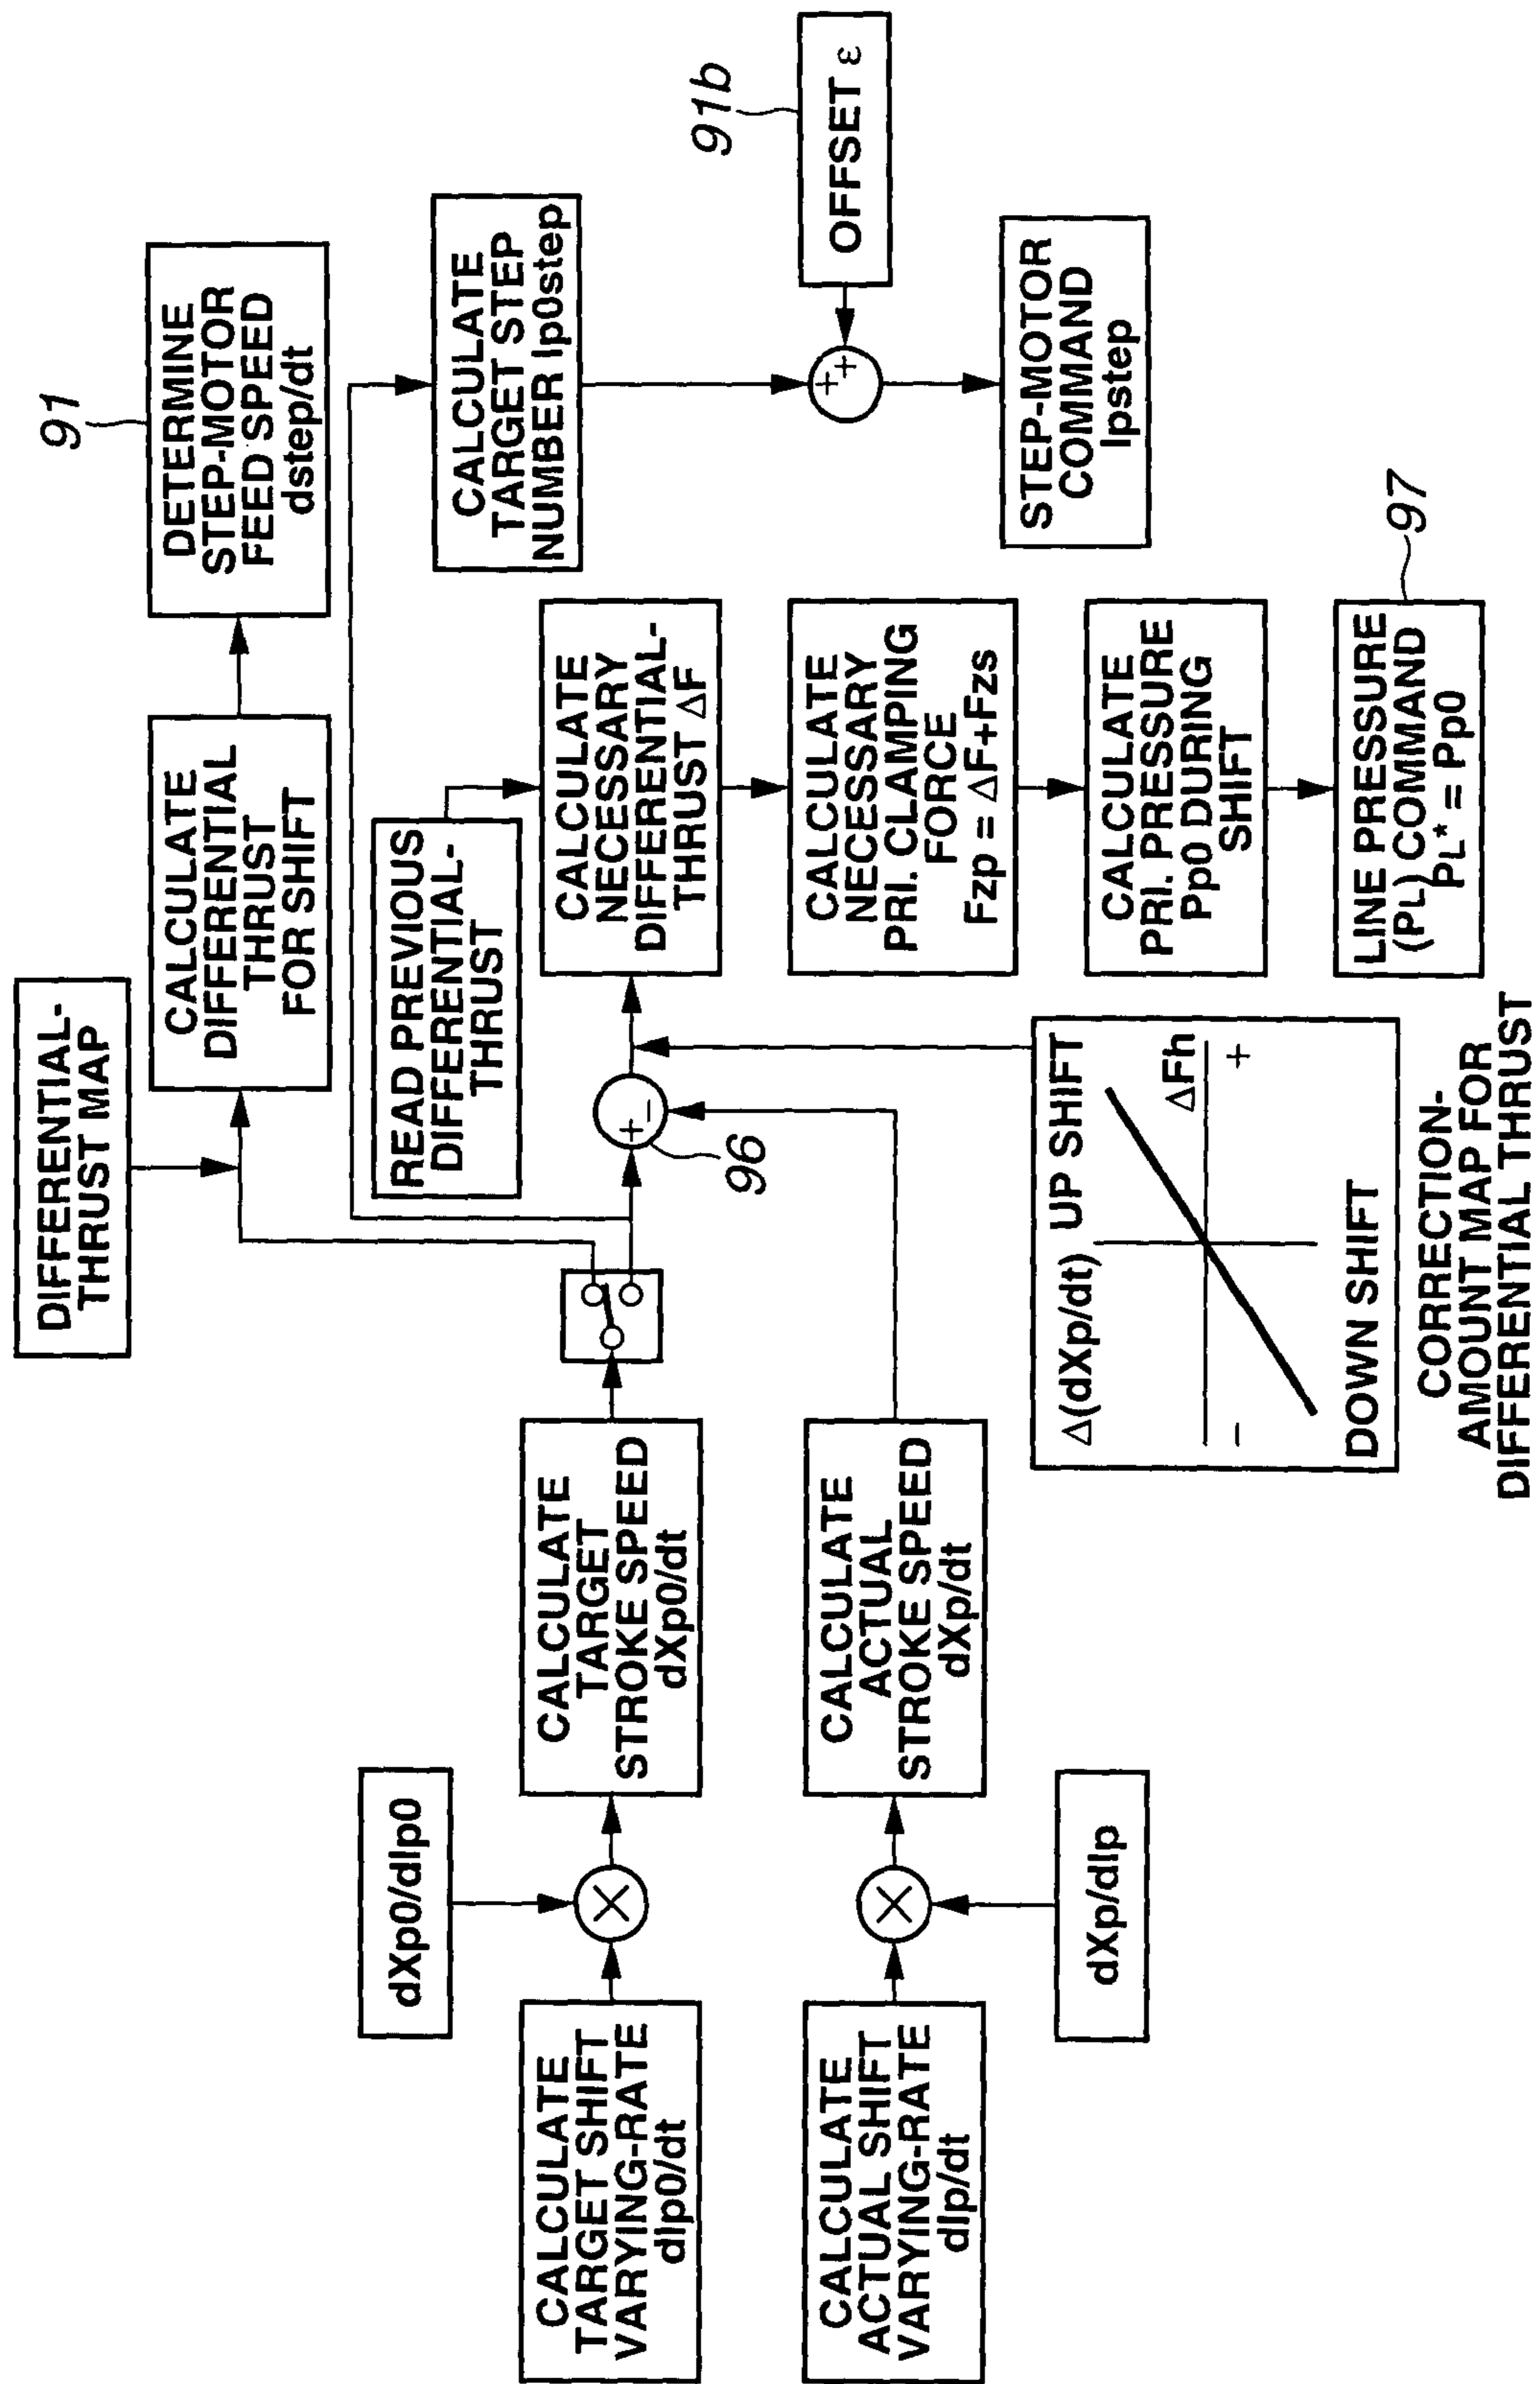 DIFFERENTIAL-
THRUST MAP
CALCULATE
DIFFERENTIAL
THRUST
FOR SHIFT
91
DETERMINE
STEP-MOTOR
FEED SPEED
dstep/dt
READ PREVIOUS
DIFFERENTIAL-
THRUST
CALCULATE
TARGET STEP
NUMBER Ip0step
91b
OFFSET ε
+
+
STEP-MOTOR
COMMAND
Ipstep
dXp0/dIp0
CALCULATE
TARGET SHIFT
VARYING-RATE
dIp0/dt
CALCULATE
TARGET
STROKE SPEED
dXp0/dt
+
−
96
CALCULATE
NECESSARY
DIFFERENTIAL-
THRUST ΔF
CALCULATE
NECESSARY
PRI. CLAMPING
FORCE
Fzp = ΔF+Fzs
CALCULATE
PRI. PRESSURE
Pp0 DURING
SHIFT
LINE PRESSURE
(PL) COMMAND
PL* = Pp0
97
CALCULATE
ACTUAL SHIFT
VARYING-RATE
dIp/dt
CALCULATE
ACTUAL
STROKE SPEED
dXp/dt
dXp/dIp
Δ(dXp/dt) UP SHIFT
ΔFh
−
+
DOWN SHIFT
CORRECTION-
AMOUNT MAP FOR
DIFFERENTIAL THRUST